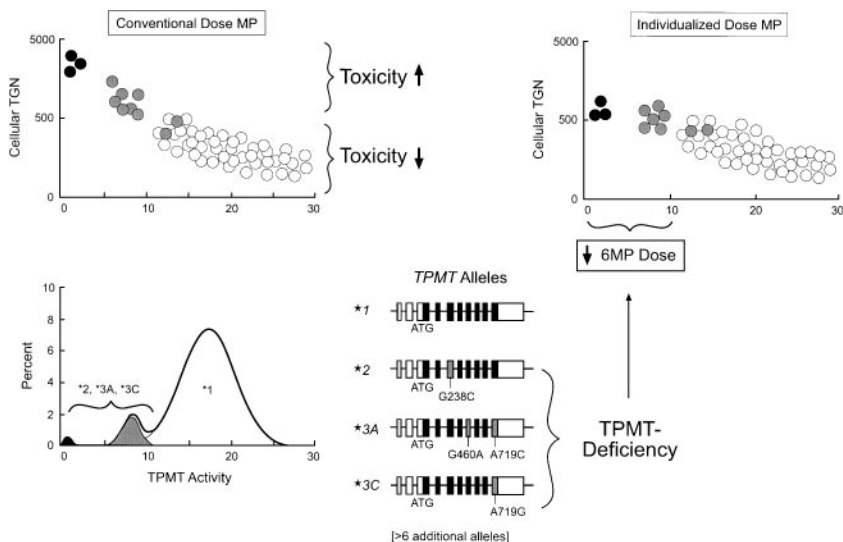 Conventional Dose MP
5000
500
0
Cellular TGN
0 10 20 30
Toxicity ↑
Toxicity ↓
Individualized Dose MP
5000
500
0
Cellular TGN
0 10 20 30
↓ 6MP Dose
10
8
6
4
2
0
Percent
*2, *3A, *3C
*1
0 10 20 30
TPMT Activity
TPMT Alleles
*1
ATG
*2
ATG
G238C
*3A
ATG
G460A A719C
*3C
ATG
A719G
[>6 additional alleles]
TPMT-
Deficiency